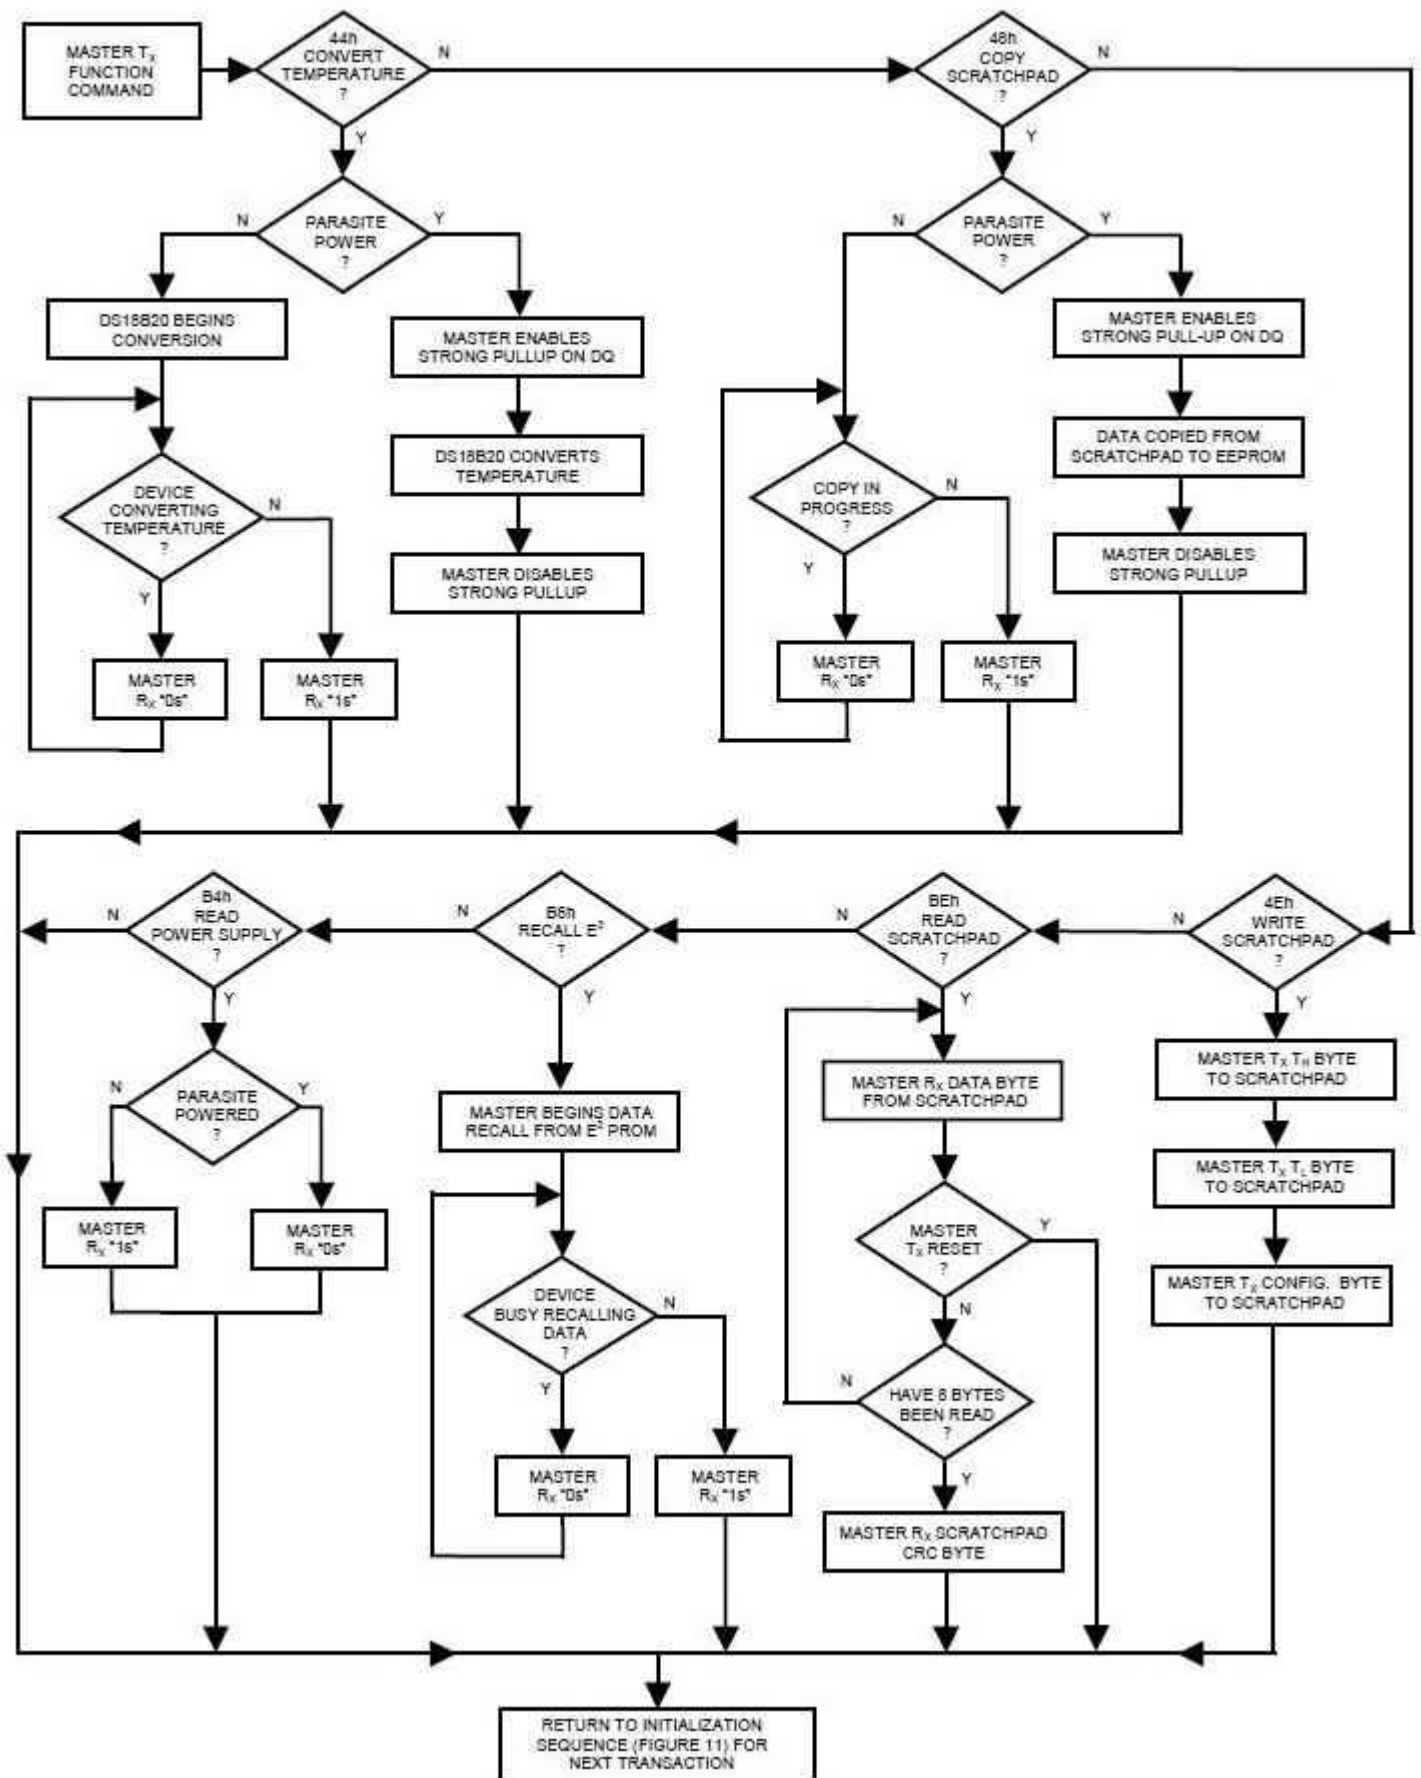 MASTER Tx
FUNCTION
COMMAND
44h
CONVERT
TEMPERATURE
?
N
Y
48h
COPY
SCRATCHPAD
?
N
Y
PARASITE
POWER
?
N
Y
PARASITE
POWER
?
N
Y
DS18B20 BEGINS
CONVERSION
MASTER ENABLES
STRONG PULLUP ON DQ
MASTER ENABLES
STRONG PULL-UP ON DQ
DS18B20 CONVERTS
TEMPERATURE
DATA COPIED FROM
SCRATCHPAD TO EEPROM
DEVICE
CONVERTING
TEMPERATURE
?
N
Y
COPY IN
PROGRESS
?
N
Y
MASTER DISABLES
STRONG PULLUP
MASTER DISABLES
STRONG PULLUP
MASTER
Rx "0s"
MASTER
Rx "1s"
MASTER
Rx "0s"
MASTER
Rx "1s"
B4h
READ
POWER SUPPLY
?
N
Y
B8h
RECALL E²
?
N
Y
BEh
READ
SCRATCHPAD
?
N
Y
4Eh
WRITE
SCRATCHPAD
?
N
Y
PARASITE
POWERED
?
N
Y
MASTER BEGINS DATA
RECALL FROM E² PROM
MASTER Rx DATA BYTE
FROM SCRATCHPAD
MASTER Tx TH BYTE
TO SCRATCHPAD
MASTER Tx TL BYTE
TO SCRATCHPAD
MASTER
Rx "1s"
MASTER
Rx "0s"
MASTER
Tx RESET
?
Y
N
MASTER Tx CONFIG. BYTE
TO SCRATCHPAD
DEVICE
BUSY RECALLING
DATA
?
N
Y
HAVE 8 BYTES
BEEN READ
?
N
Y
MASTER
Rx "0s"
MASTER
Rx "1s"
MASTER Rx SCRATCHPAD
CRC BYTE
RETURN TO INITIALIZATION
SEQUENCE (FIGURE 11) FOR
NEXT TRANSACTION